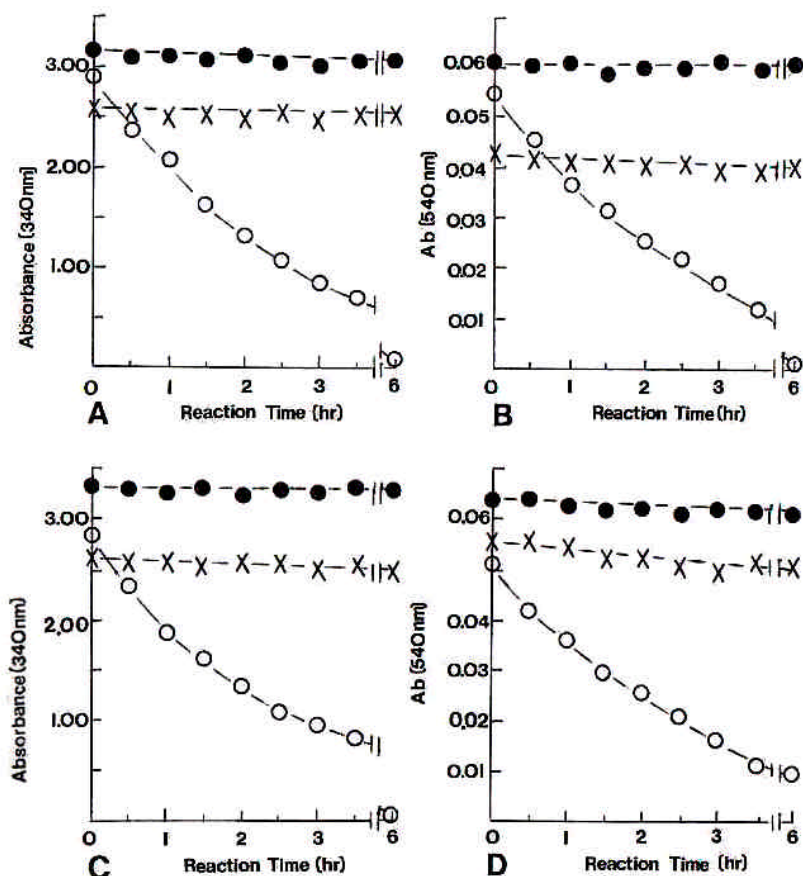 Absorbance (340nm)
3.00
2.00
1.00
0 1 2 3 6
Reaction Time (hr)
A
Ab (540nm)
0.06
0.05
0.04
0.03
0.02
0.01
0 1 2 3 6
Reaction Time (hr)
B
Absorbance (340nm)
3.00
2.00
1.00
0 1 2 3 6
Reaction Time (hr)
C
Ab (540nm)
0.06
0.04
0.03
0.02
0.01
0 1 2 3 6
Reaction Time (hr)
D